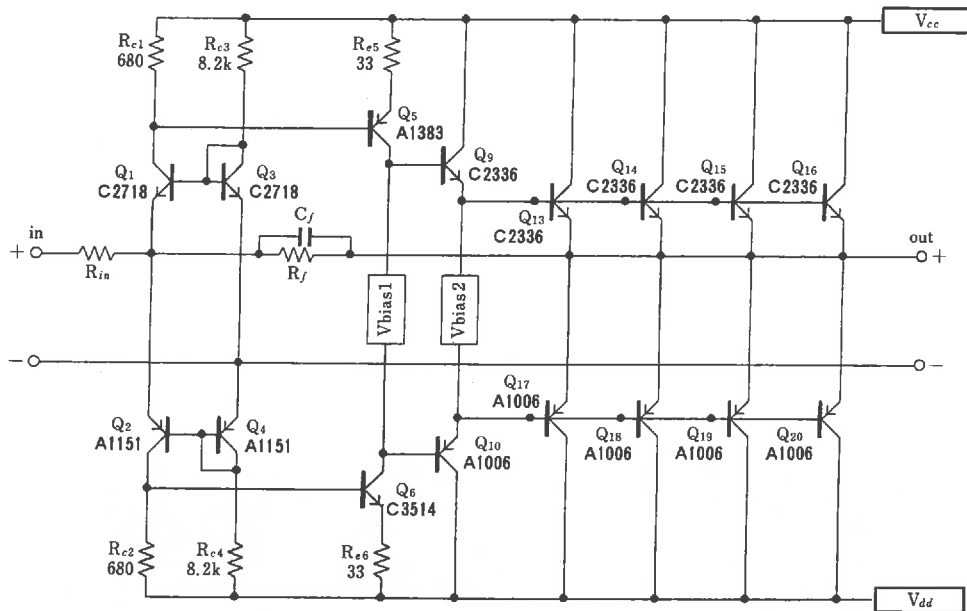 Vcc
Rc1
680
Rc3
8.2k
Re5
33
Q5
A1383
Q1
C2718
Q3
C2718
Q9
C2336
Q14
C2336
Q15
C2336
Q16
C2336
Q13
C2336
+
in
Rin
Cf
Rf
out
+
Vbias1
Vbias2
−
−
Q17
A1006
Q2
A1151
Q4
A1151
Q10
A1006
Q18
A1006
Q19
A1006
Q20
A1006
Q6
C3514
Rc2
680
Rc4
8.2k
Re6
33
Vdd